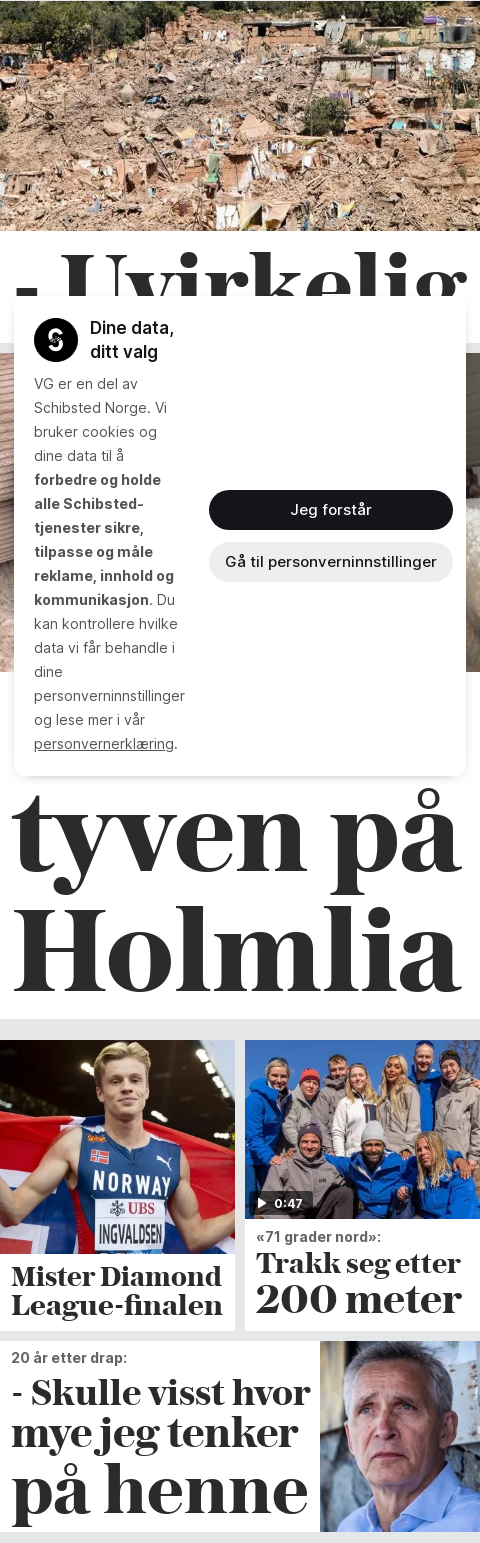 - Uvirkelig
Dine data,
ditt valg
VG er en del av
Schibsted Norge. Vi
bruker cookies og
dine data til å
forbedre og holde
alle Schibsted-
tjenester sikre,
tilpasse og måle
reklame, innhold og
kommunikasjon. Du
kan kontrollere hvilke
data vi får behandle i
dine
personverninnstillinger
og lese mer i vår
personvernerklæring.
Jeg forstår
Gå til personverninnstillinger
tyven på
Holmlia
NORWAY
UBS
INGVALDSEN
Mister Diamond
League-finalen
0:47
«71 grader nord»:
Trakk seg etter
200 meter
20 år etter drap:
- Skulle visst hvor
mye jeg tenker
på henne